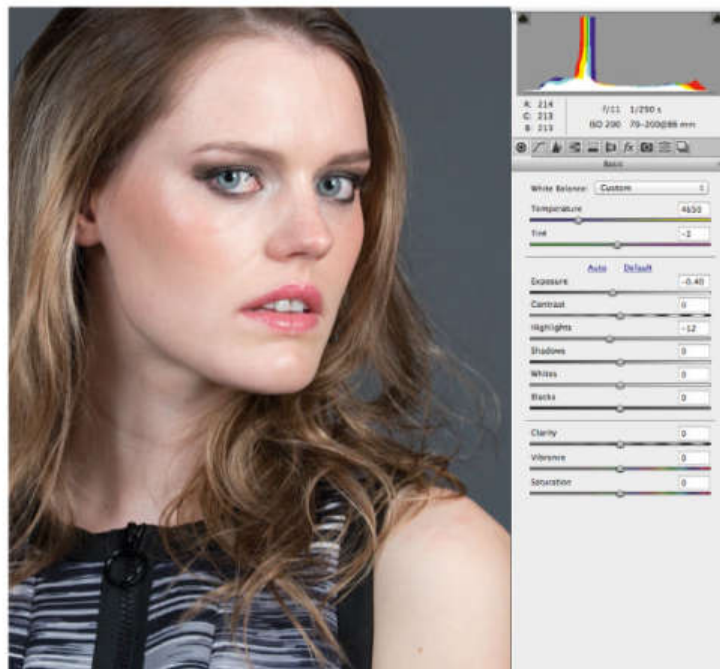 R: 214
G: 213
B: 213
f/11 1/250 s
ISO 200 70-200@86 mm
fx
Basic
White Balance: Custom
Temperature 4650
Tint -2
Auto Default
Exposure -0.40
Contrast 0
Highlights -12
Shadows 0
Whites 0
Blacks 0
Clarity 0
Vibrance 0
Saturation 0